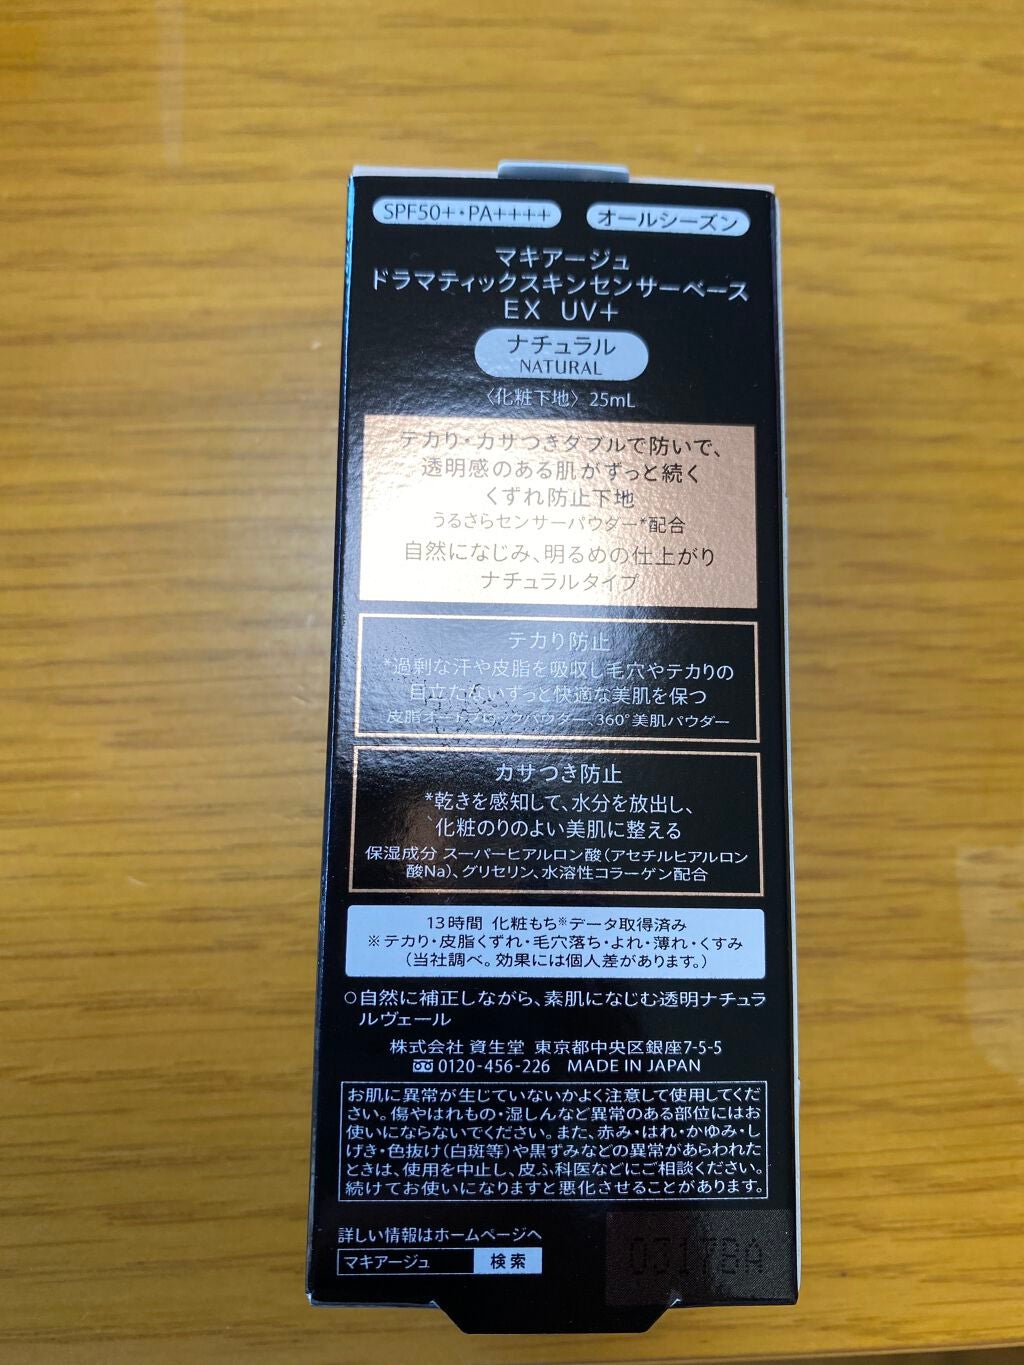 SPF50+・PA++++
オールシーズン
マキアージュ
ドラマティックスキンセンサーベース
EX UV+
ナチュラル
NATURAL
〈化粧下地〉 25mL
テカリ・カサつきダブルで防いで、
透明感のある肌がずっと続く
くずれ防止下地
うるさらセンサーパウダー*配合
自然になじみ、明るめの仕上がり
ナチュラルタイプ
テカリ防止
*過剰な汗や皮脂を吸収し毛穴やテカリの
目立たないずっと快適な美肌を保つ
皮脂オートブロックパウダー、360°美肌パウダー
カサつき防止
*乾きを感知して、水分を放出し、
化粧のりのよい美肌に整える
保湿成分 スーパーヒアルロン酸（アセチルヒアルロン
酸Na）、グリセリン、水溶性コラーゲン配合
13時間 化粧もち※データ取得済み
※テカリ・皮脂くずれ・毛穴落ち・よれ・薄れ・くすみ
（当社調べ。効果には個人差があります。）
○自然に補正しながら、素肌になじむ透明ナチュラ
ルヴェール
株式会社 資生堂 東京都中央区銀座7-5-5
0120-456-226 MADE IN JAPAN
お肌に異常が生じていないかよく注意して使用してくだ
さい。傷やはれもの・湿しんなど異常のある部位にはお
使いにならないでください。また、赤み・はれ・かゆみ・し
げき・色抜け（白斑等）や黒ずみなどの異常があらわれた
ときは、使用を中止し、皮ふ科医などにご相談ください。
続けてお使いになりますと悪化させることがあります。
詳しい情報はホームページへ
マキアージュ 検索
0317BA